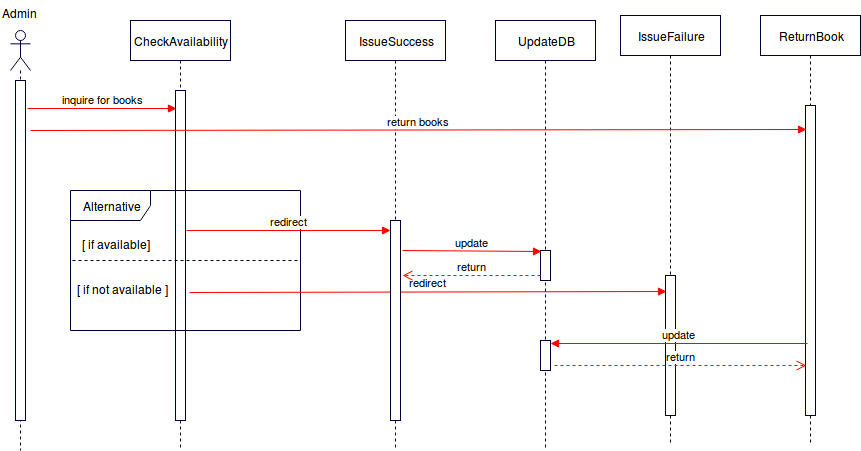 Admin
CheckAvailability
IssueSuccess
UpdateDB
IssueFailure
ReturnBook
inquire for books
return books
Alternative
redirect
[ if available]
update
return
redirect
[ if not available ]
update
return